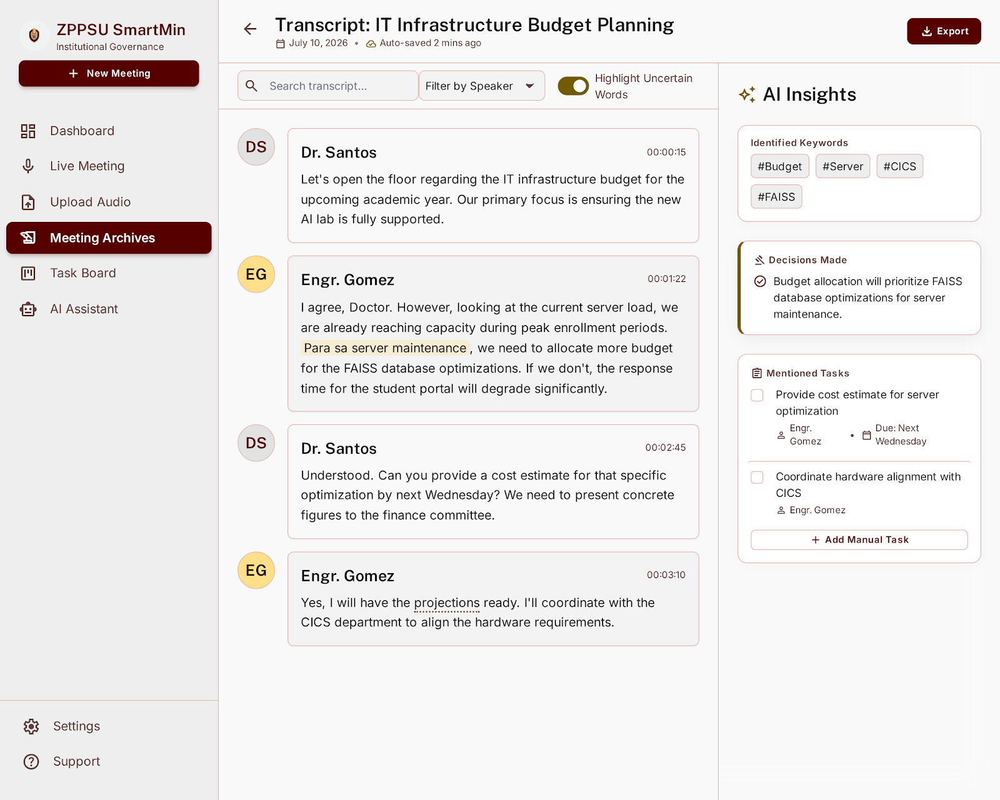 ZPPSU SmartMin
Institutional Governance
New Meeting
Dashboard
Live Meeting
Upload Audio
Meeting Archives
Task Board
AI Assistant
Settings
Support
Transcript: IT Infrastructure Budget Planning
July 10, 2026 • Auto-saved 2 mins ago
Export
Search transcript...
Filter by Speaker
Highlight Uncertain
Words
DS
Dr. Santos
00:00:15
Let's open the floor regarding the IT infrastructure budget for the
upcoming academic year. Our primary focus is ensuring the new
AI lab is fully supported.
EG
Engr. Gomez
00:01:22
I agree, Doctor. However, looking at the current server load, we
are already reaching capacity during peak enrollment periods.
Para sa server maintenance, we need to allocate more budget
for the FAISS database optimizations. If we don't, the response
time for the student portal will degrade significantly.
DS
Dr. Santos
00:02:45
Understood. Can you provide a cost estimate for that specific
optimization by next Wednesday? We need to present concrete
figures to the finance committee.
EG
Engr. Gomez
00:03:10
Yes, I will have the projections ready. I'll coordinate with the
CICS department to align the hardware requirements.
AI Insights
Identified Keywords
#Budget #Server #CICS
#FAISS
Decisions Made
Budget allocation will prioritize FAISS
database optimizations for server
maintenance.
Mentioned Tasks
Provide cost estimate for server
optimization
Engr.
Gomez
•
Due: Next
Wednesday
Coordinate hardware alignment with
CICS
Engr. Gomez
Add Manual Task